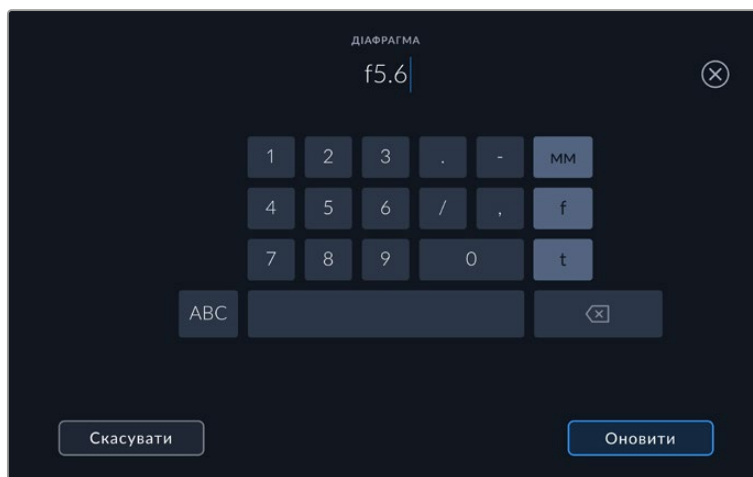 ДІАФРАГМА
f5.6
1 2 3 . - мм
4 5 6 / , f
7 8 9 0 t
ABC
Скасувати Оновити